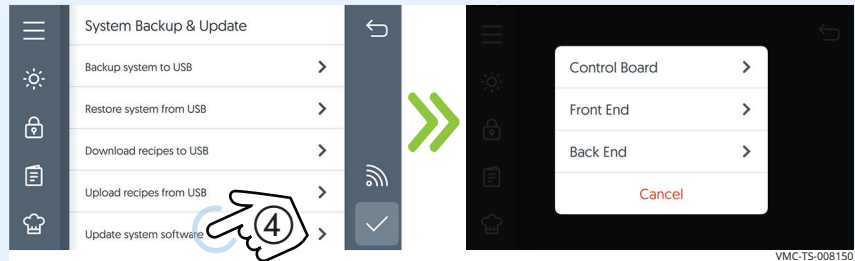 System Backup & Update
Backup system to USB
Restore system from USB
Download recipes to USB
Upload recipes from USB
Update system software
4
Control Board
Front End
Back End
Cancel
VMC-TS-008150